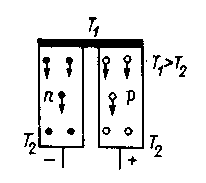 T₁
n p T₁>T₂
T₂ T₂
− +